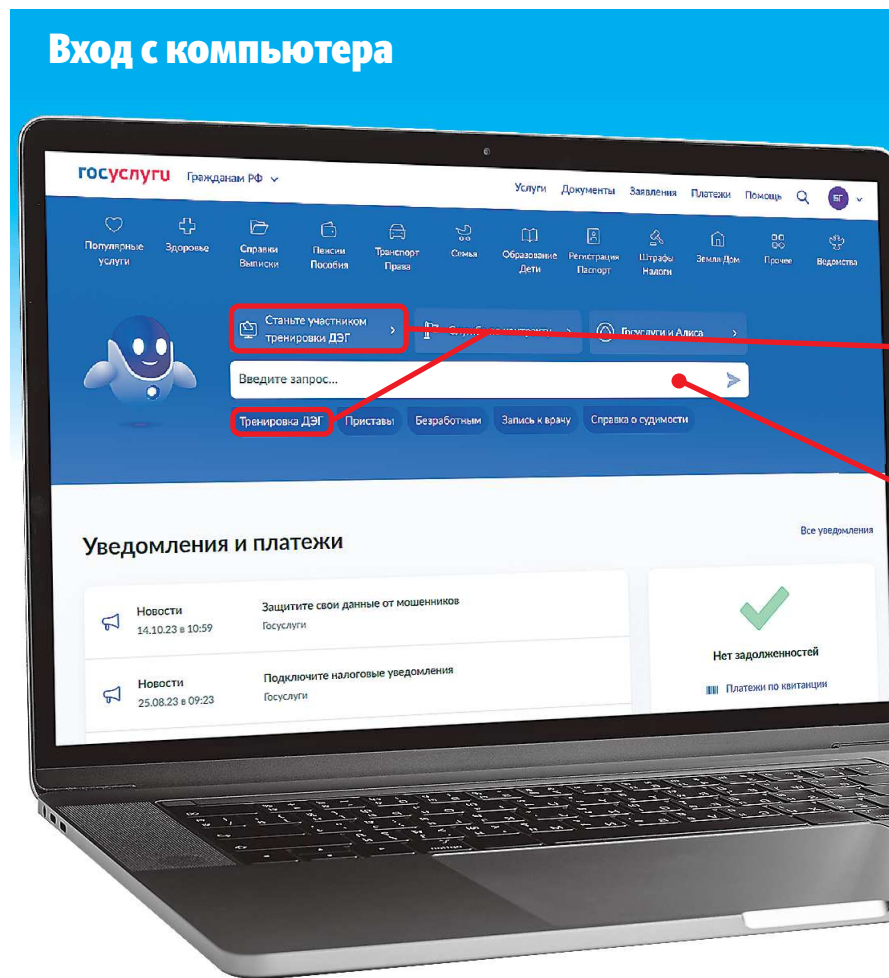 Вход с компьютера
госуслуги Гражданам РФ
Услуги Документы Заявления Платежи Помощь БГ
Популярные услуги
Здоровье
Справки Выписки
Пенсии Пособия
Транспорт Права
Семья
Образование Дети
Регистрация Паспорт
Штрафы Налоги
Земля Дом
Прочее
Ведомства
Станьте участником
тренировки ДЭГ
Госуслуги и Алиса
Введите запрос...
Тренировка ДЭГ Приставы Безработным Запись к врачу Справка о судимости
Уведомления и платежи
Все уведомления
Новости
14.10.23 в 10:59
Защитите свои данные от мошенников
Госуслуги
Новости
25.08.23 в 09:23
Подключите налоговые уведомления
Госуслуги
Нет задолженностей
Платежи по квитанции